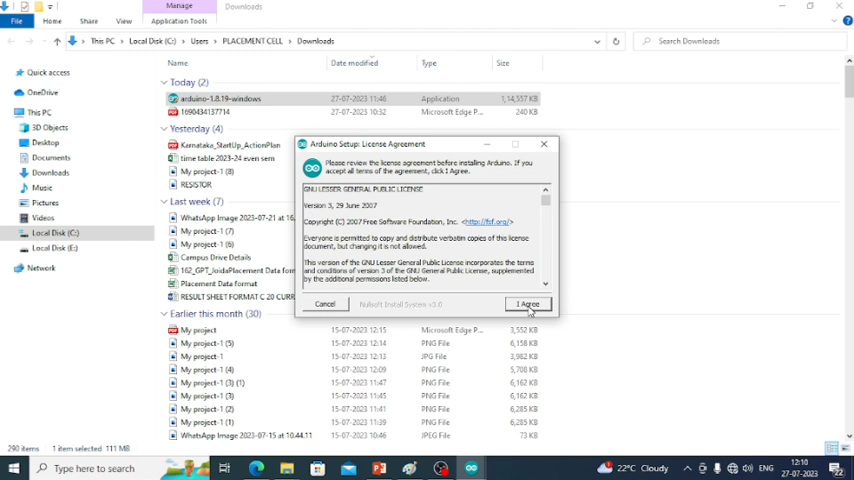 Manage
Downloads
File
Home
Share
View
Application Tools
This PC
Local Disk (C:)
Users
PLACEMENT CELL
Downloads
Search Downloads
Name
Date modified
Type
Size
Quick access
OneDrive
This PC
3D Objects
Desktop
Documents
Downloads
Music
Pictures
Videos
Local Disk (C:)
Local Disk (E:)
Network
Today (2)
arduino-1.8.19-windows 27-07-2023 11:46 Application 1,14,557 KB
1690434137714 27-07-2023 10:32 Microsoft Edge P... 240 KB
Yesterday (4)
Karnataka_StartUp_ActionPlan
time table 2023-24 even sem
My project-1 (8)
RESISTOR
Last week (7)
WhatsApp Image 2023-07-21 at 16.
My project-1 (7)
My project-1 (6)
Campus Drive Details
162_GPT_JoidaPlacement Data for
Placement Data format
RESULT SHEET FORMAT C 20 CURR
Arduino Setup: License Agreement
Please review the license agreement before installing Arduino. If you
accept all terms of the agreement, click I Agree.
GNU LESSER GENERAL PUBLIC LICENSE
Version 3, 29 June 2007
Copyright (C) 2007 Free Software Foundation, Inc. <http://fsf.org/>
Everyone is permitted to copy and distribute verbatim copies of this license
document, but changing it is not allowed.
This version of the GNU Lesser General Public License incorporates the terms
and conditions of version 3 of the GNU General Public License, supplemented
by the additional permissions listed below.
Cancel
Nullsoft Install System v3.0
I Agree
Earlier this month (30)
My project 15-07-2023 12:15 Microsoft Edge P... 3,552 KB
My project-1 (5) 15-07-2023 12:14 PNG File 6,158 KB
My project-1 15-07-2023 12:13 JPG File 3,982 KB
My project-1 (4) 15-07-2023 12:09 PNG File 5,708 KB
My project-1 (3) (1) 15-07-2023 11:47 PNG File 6,162 KB
My project-1 (3) 15-07-2023 11:45 PNG File 6,162 KB
My project-1 (2) 15-07-2023 11:41 PNG File 6,285 KB
My project-1 (1) 15-07-2023 11:39 PNG File 6,285 KB
WhatsApp Image 2023-07-15 at 10.44.11 15-07-2023 10:46 JPEG File 73 KB
290 items 1 item selected 111 MB
Type here to search
22°C Cloudy
ENG
12:10
27-07-2023
22